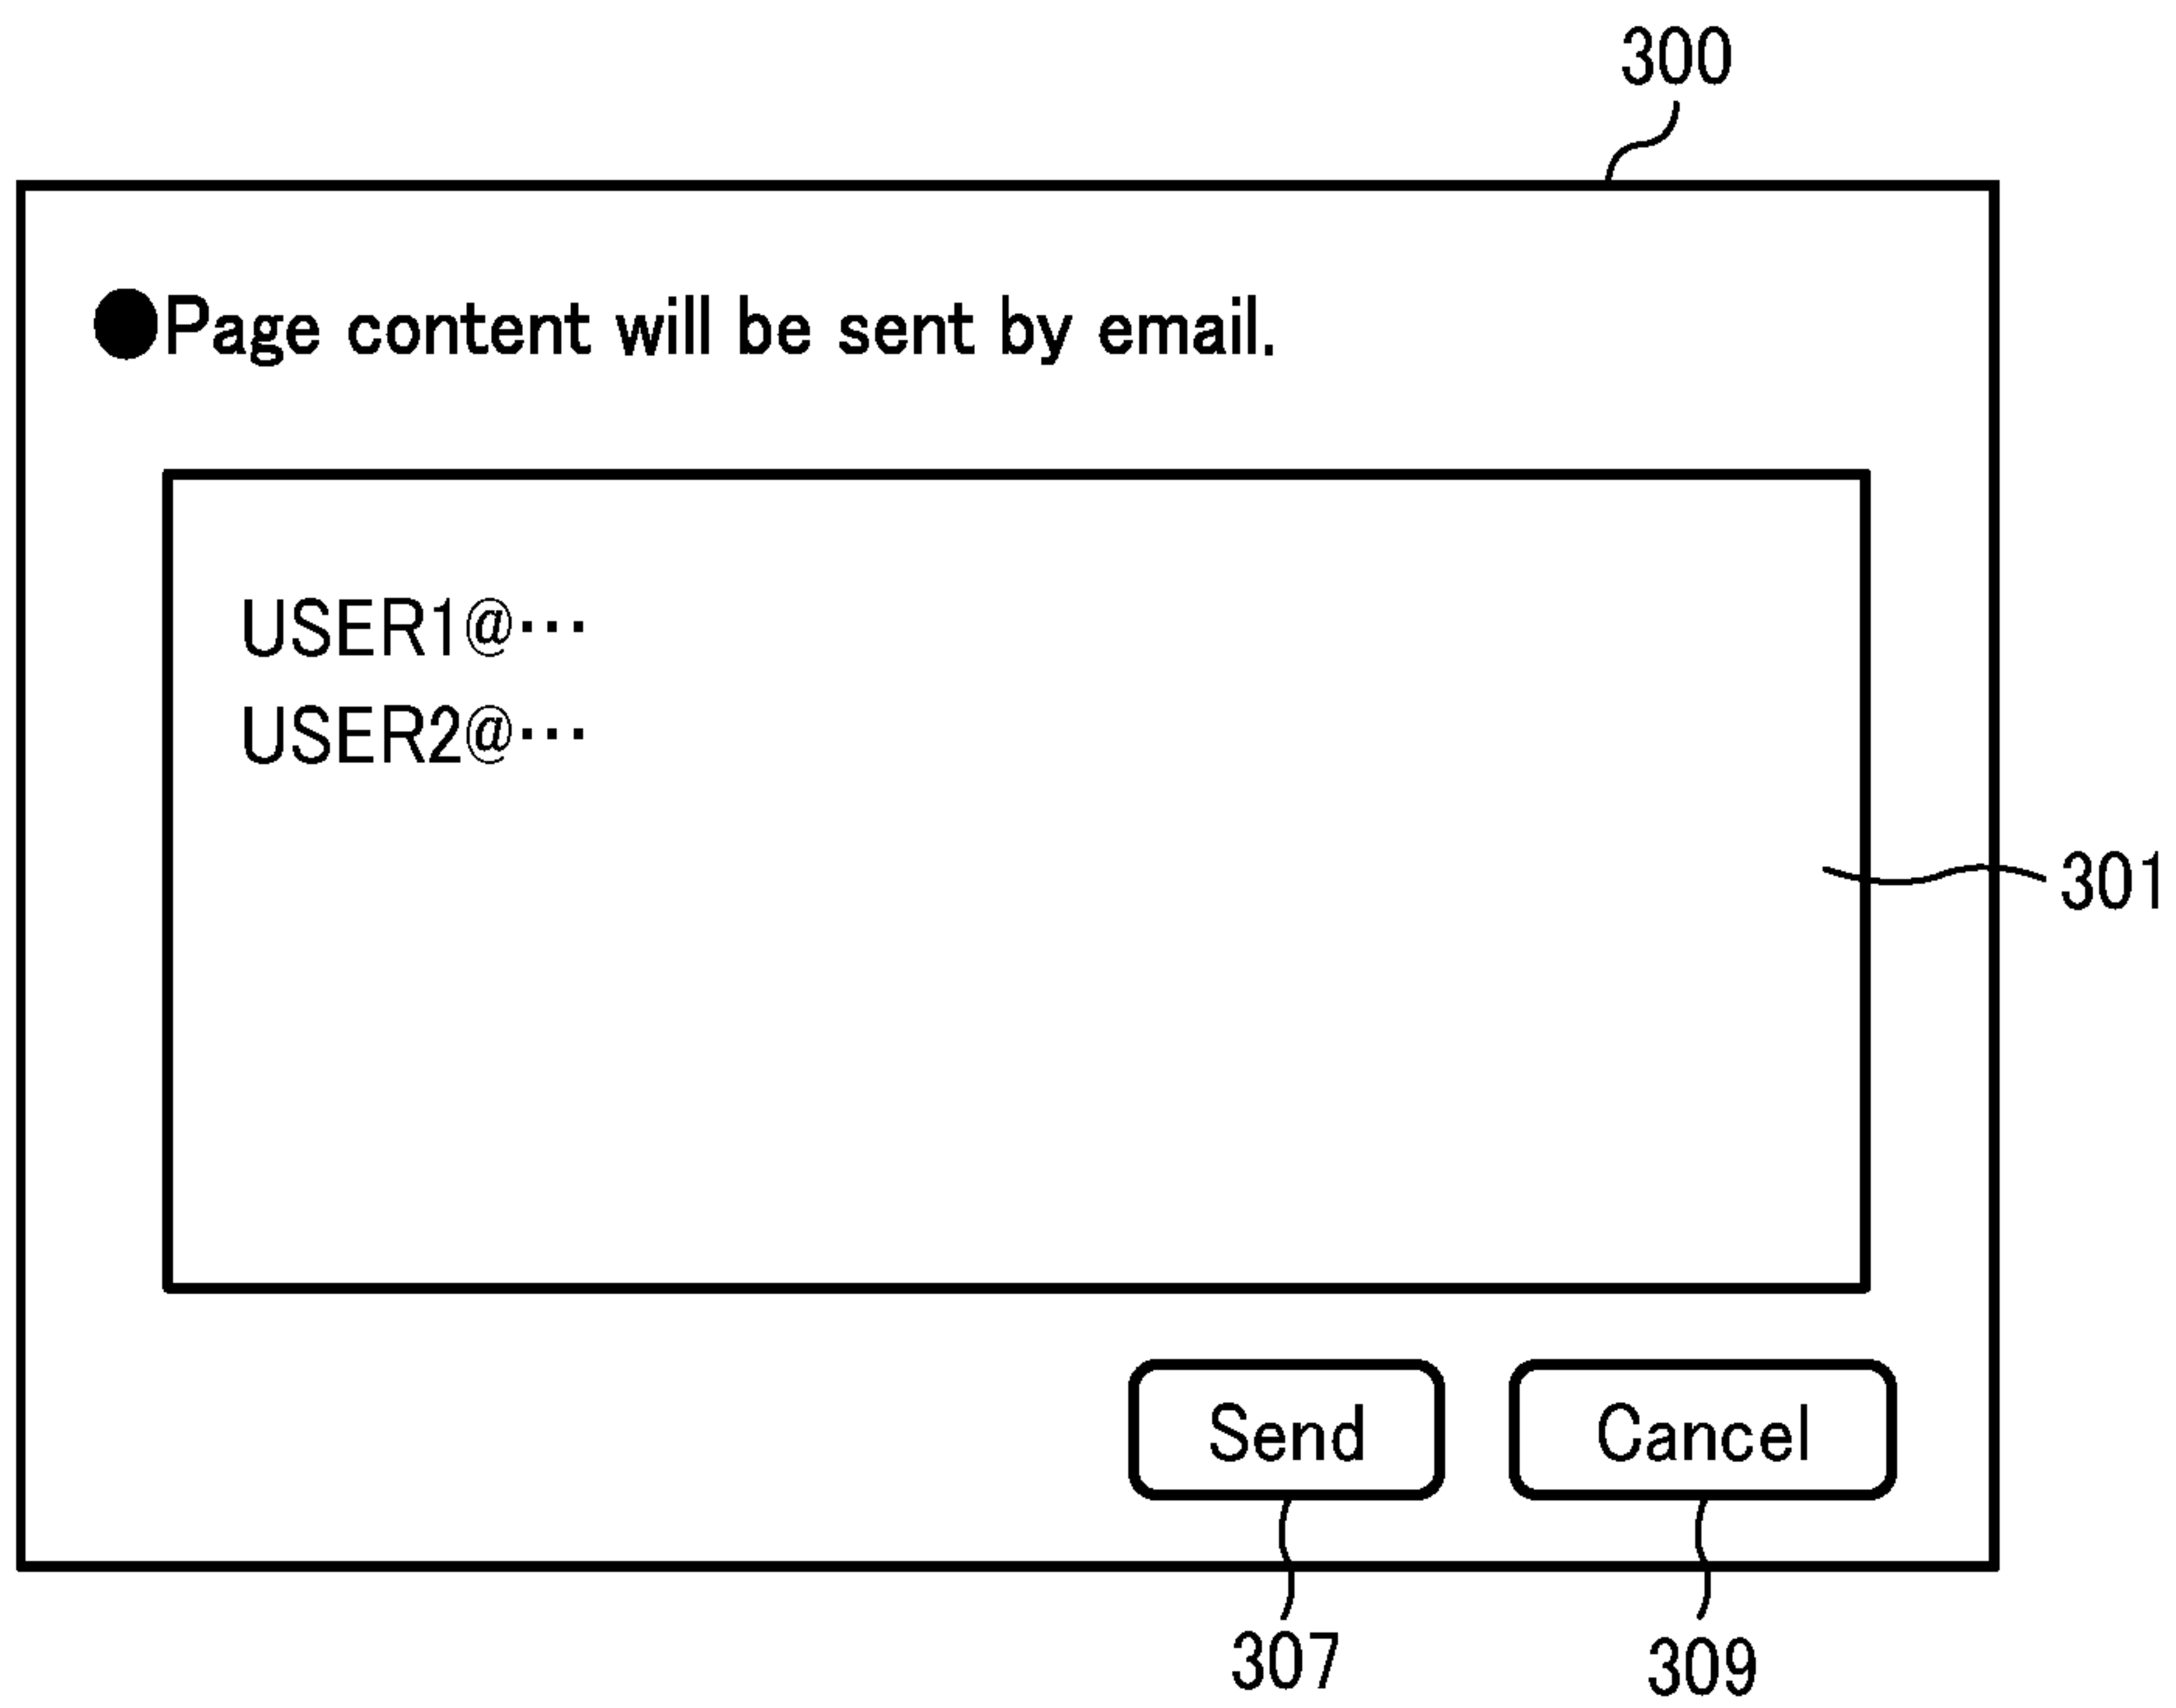 300
●Page content will be sent by email.
USER1@···
USER2@···
301
Send
Cancel
307
309